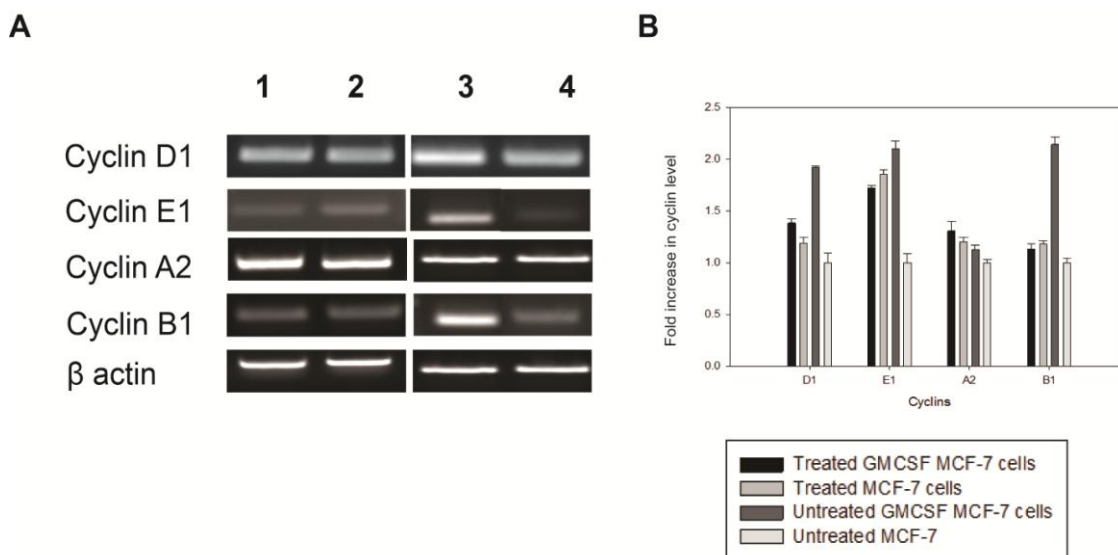 A
B
1 2 3 4
Cyclin D1
Cyclin E1
Cyclin A2
Cyclin B1
β actin
Fold increase in cyclin level
2.5
2.0
1.5
1.0
0.5
0.0
D1 E1 A2 B1
Cyclins
Treated GMCSF MCF-7 cells
Treated MCF-7 cells
Untreated GMCSF MCF-7 cells
Untreated MCF-7